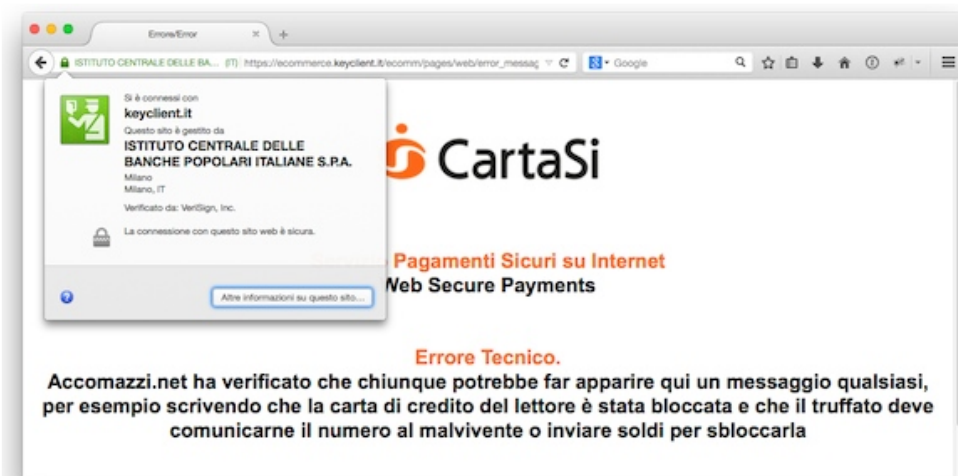 Errore/Error
ISTITUTO CENTRALE DELLE BA... (IT) https://ecommerce.keyclient.it/ecomm/pages/web/error_messag
Google
Si è connessi con
keyclient.it
Questo sito è gestito da
ISTITUTO CENTRALE DELLE
BANCHE POPOLARI ITALIANE S.P.A.
Milano
Milano, IT
Verificato da: VeriSign, Inc.
La connessione con questo sito web è sicura.
Altre informazioni su questo sito...
CartaSi
Pagamenti Sicuri su Internet
Web Secure Payments
Errore Tecnico.
Accomazzi.net ha verificato che chiunque potrebbe far apparire qui un messaggio qualsiasi,
per esempio scrivendo che la carta di credito del lettore è stata bloccata e che il truffato deve
comunicarne il numero al malvivente o inviare soldi per sbloccarla